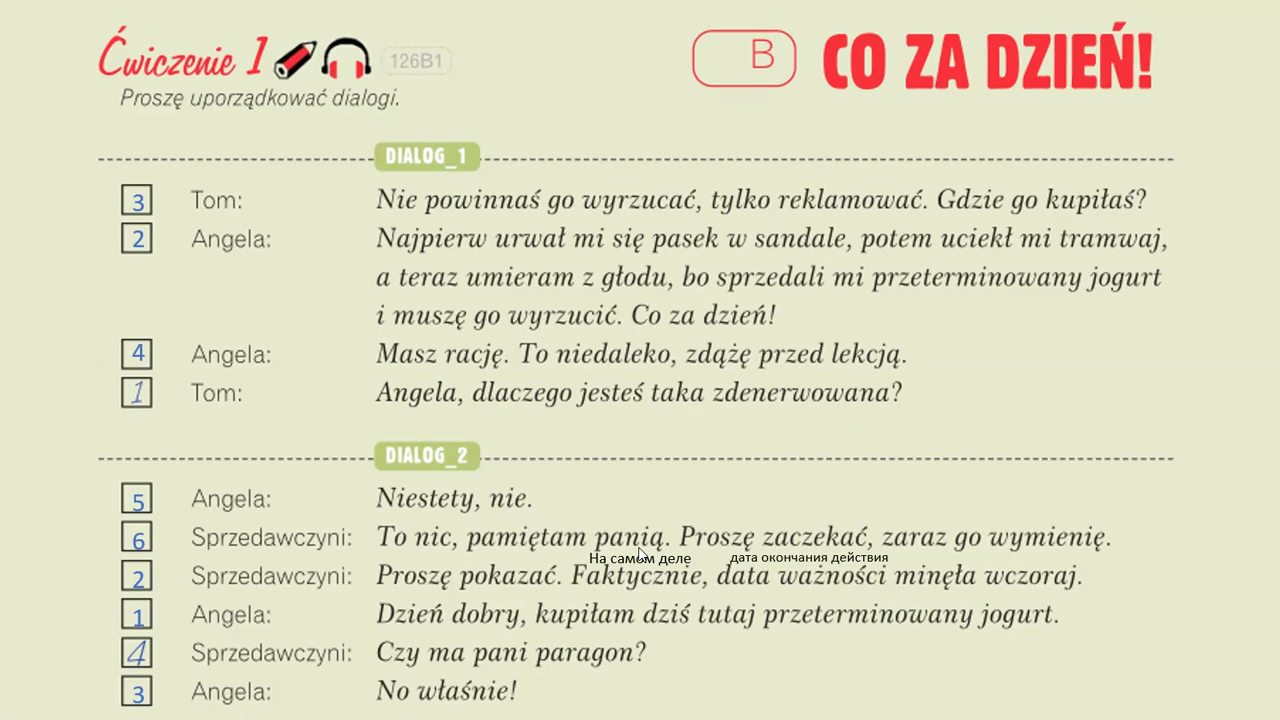 Ćwiczenie 1 126B1
B CO ZA DZIEŃ!
Proszę uporządkować dialogi.
DIALOG_1
3 Tom: Nie powinnaś go wyrzucać, tylko reklamować. Gdzie go kupiłaś?
2 Angela: Najpierw urwał mi się pasek w sandale, potem uciekł mi tramwaj,
a teraz umieram z głodu, bo sprzedali mi przeterminowany jogurt
i muszę go wyrzucić. Co za dzień!
4 Angela: Masz rację. To niedaleko, zdążę przed lekcją.
1 Tom: Angela, dlaczego jesteś taka zdenerwowana?
DIALOG_2
5 Angela: Niestety, nie.
6 Sprzedawczyni: To nic, pamiętam panią. Proszę zaczekać, zaraz go wymienię.
На самом деле дата окончания действия
2 Sprzedawczyni: Proszę pokazać. Faktycznie, data ważności minęła wczoraj.
1 Angela: Dzień dobry, kupiłam dziś tutaj przeterminowany jogurt.
4 Sprzedawczyni: Czy ma pani paragon?
3 Angela: No właśnie!